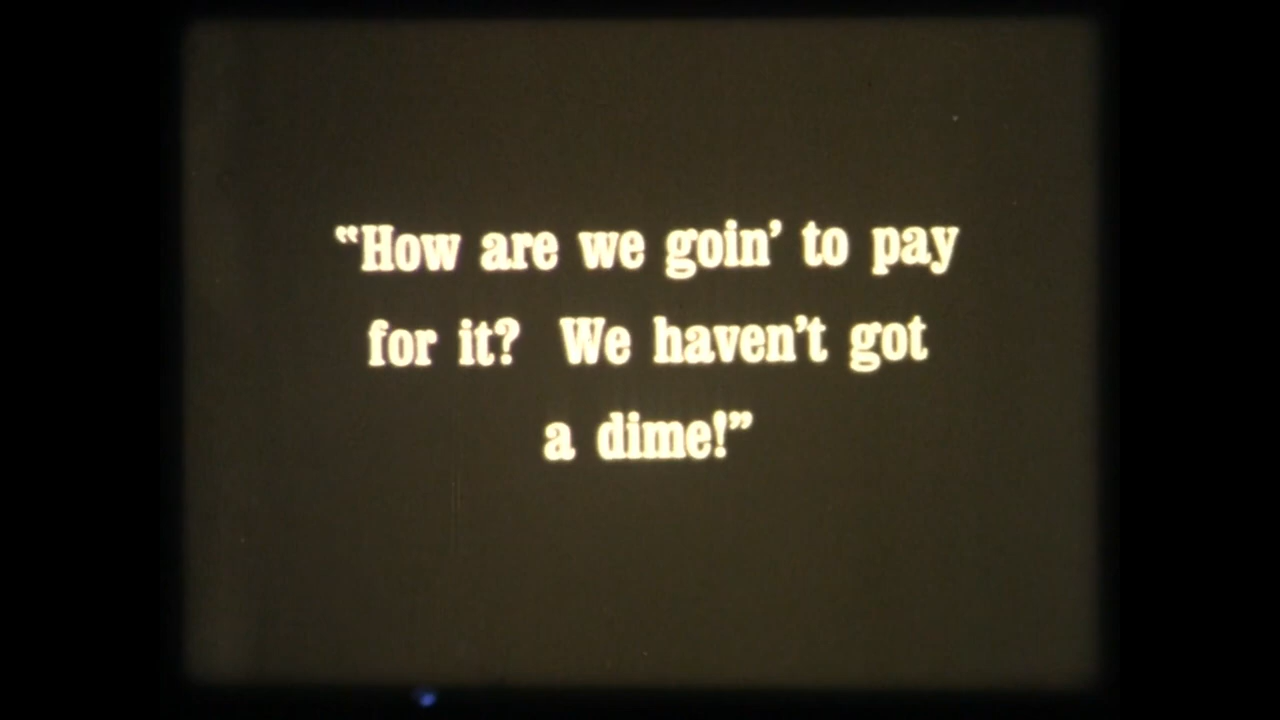 “How are we goin’ to pay
for it?  We haven’t got
a dime!”